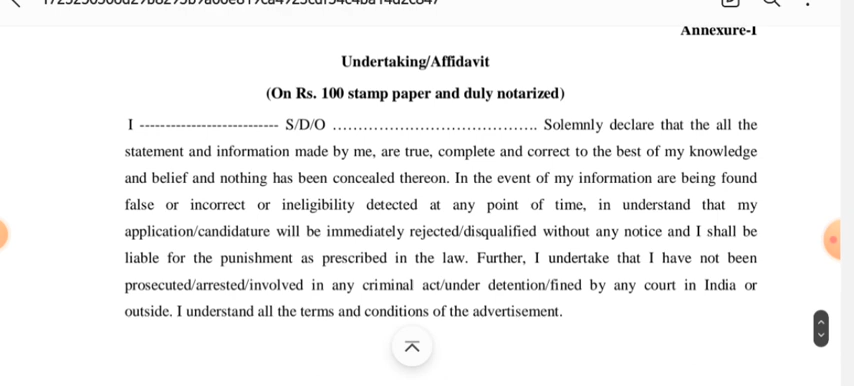 Annexure-I
Undertaking/Affidavit
(On Rs. 100 stamp paper and duly notarized)
I --------------------------- S/D/O ........................................ Solemnly declare that the all the
statement and information made by me, are true, complete and correct to the best of my knowledge
and belief and nothing has been concealed thereon. In the event of my information are being found
false or incorrect or ineligibility detected at any point of time, in understand that my
application/candidature will be immediately rejected/disqualified without any notice and I shall be
liable for the punishment as prescribed in the law. Further, I undertake that I have not been
prosecuted/arrested/involved in any criminal act/under detention/fined by any court in India or
outside. I understand all the terms and conditions of the advertisement.